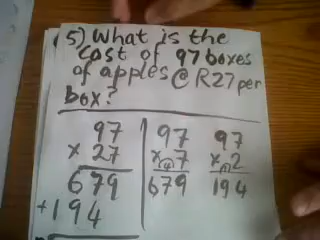 5) What is the
cost of 97 boxes
of apples @ R27 per
box?
97
x 27
679
+194
97
x 7
679
97
x 2
194